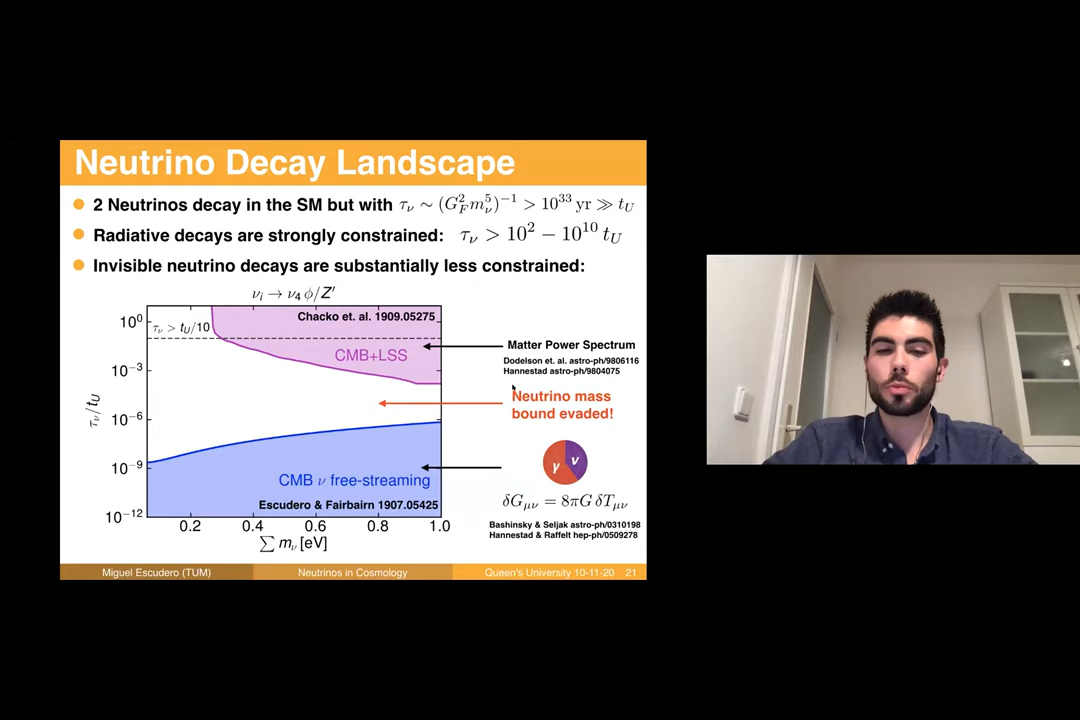 Neutrino Decay Landscape
2 Neutrinos decay in the SM but with τ_ν ∼ (G_F^2 m_ν^5)^{-1} > 10^{33} yr ≫ t_U
Radiative decays are strongly constrained: τ_ν > 10^2 − 10^{10} t_U
Invisible neutrino decays are substantially less constrained:
ν_i → ν_4 ϕ/Z′
Chacko et. al. 1909.05275
τ_ν > t_U/10
CMB+LSS
10^0
10^{-3}
10^{-6}
10^{-9}
10^{-12}
τ_ν/t_U
CMB ν free-streaming
Escudero & Fairbairn 1907.05425
0.2 0.4 0.6 0.8 1.0
∑ m_ν [eV]
Matter Power Spectrum
Dodelson et. al. astro-ph/9806116
Hannestad astro-ph/9804075
Neutrino mass
bound evaded!
γ ν
δG_{μν} = 8πG δT_{μν}
Bashinsky & Seljak astro-ph/0310198
Hannestad & Raffelt hep-ph/0509278
Miguel Escudero (TUM) Neutrinos in Cosmology Queen's University 10-11-20 21